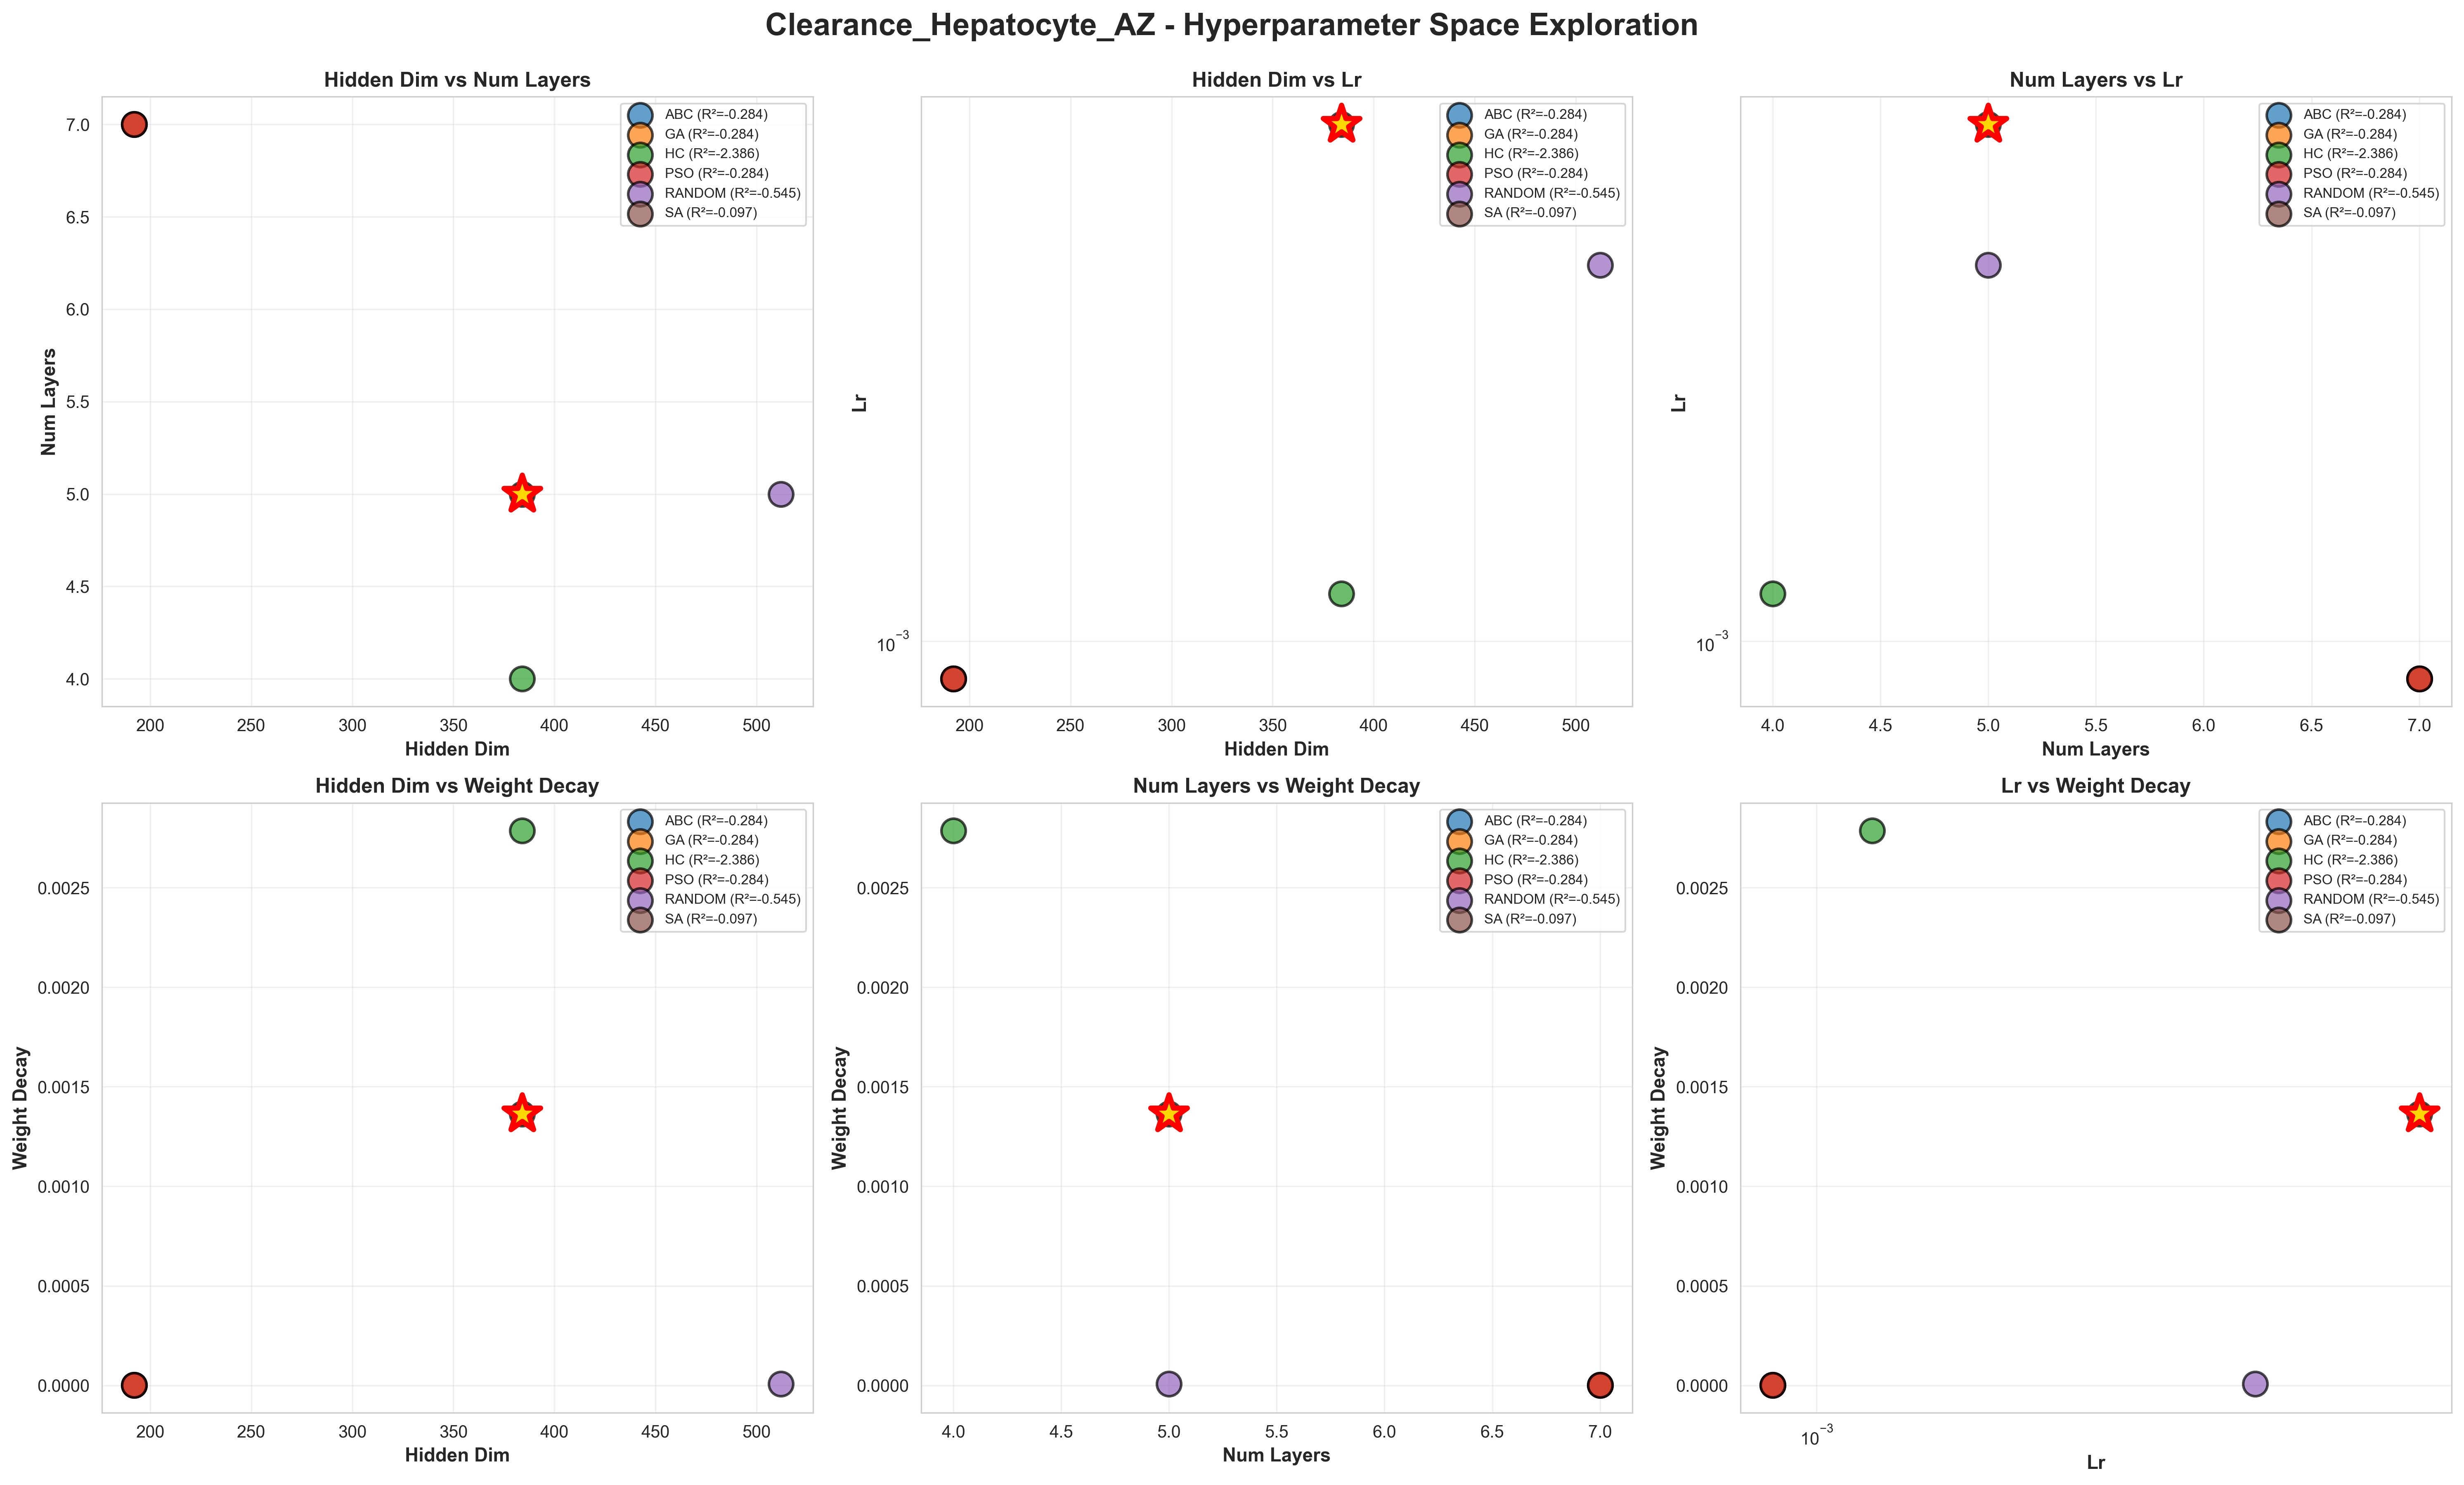 Clearance_Hepatocyte_AZ - Hyperparameter Space Exploration
Hidden Dim vs Num Layers
ABC (R²=-0.284)
GA (R²=-0.284)
HC (R²=-2.386)
PSO (R²=-0.284)
RANDOM (R²=-0.545)
SA (R²=-0.097)
7.0
6.5
6.0
5.5
5.0
4.5
4.0
Num Layers
200 250 300 350 400 450 500
Hidden Dim
Hidden Dim vs Lr
ABC (R²=-0.284)
GA (R²=-0.284)
HC (R²=-2.386)
PSO (R²=-0.284)
RANDOM (R²=-0.545)
SA (R²=-0.097)
Lr
10⁻³
200 250 300 350 400 450 500
Hidden Dim
Num Layers vs Lr
ABC (R²=-0.284)
GA (R²=-0.284)
HC (R²=-2.386)
PSO (R²=-0.284)
RANDOM (R²=-0.545)
SA (R²=-0.097)
Lr
10⁻³
4.0 4.5 5.0 5.5 6.0 6.5 7.0
Num Layers
Hidden Dim vs Weight Decay
ABC (R²=-0.284)
GA (R²=-0.284)
HC (R²=-2.386)
PSO (R²=-0.284)
RANDOM (R²=-0.545)
SA (R²=-0.097)
0.0025
0.0020
0.0015
0.0010
0.0005
0.0000
Weight Decay
200 250 300 350 400 450 500
Hidden Dim
Num Layers vs Weight Decay
ABC (R²=-0.284)
GA (R²=-0.284)
HC (R²=-2.386)
PSO (R²=-0.284)
RANDOM (R²=-0.545)
SA (R²=-0.097)
0.0025
0.0020
0.0015
0.0010
0.0005
0.0000
Weight Decay
4.0 4.5 5.0 5.5 6.0 6.5 7.0
Num Layers
Lr vs Weight Decay
ABC (R²=-0.284)
GA (R²=-0.284)
HC (R²=-2.386)
PSO (R²=-0.284)
RANDOM (R²=-0.545)
SA (R²=-0.097)
0.0025
0.0020
0.0015
0.0010
0.0005
0.0000
Weight Decay
10⁻³
Lr